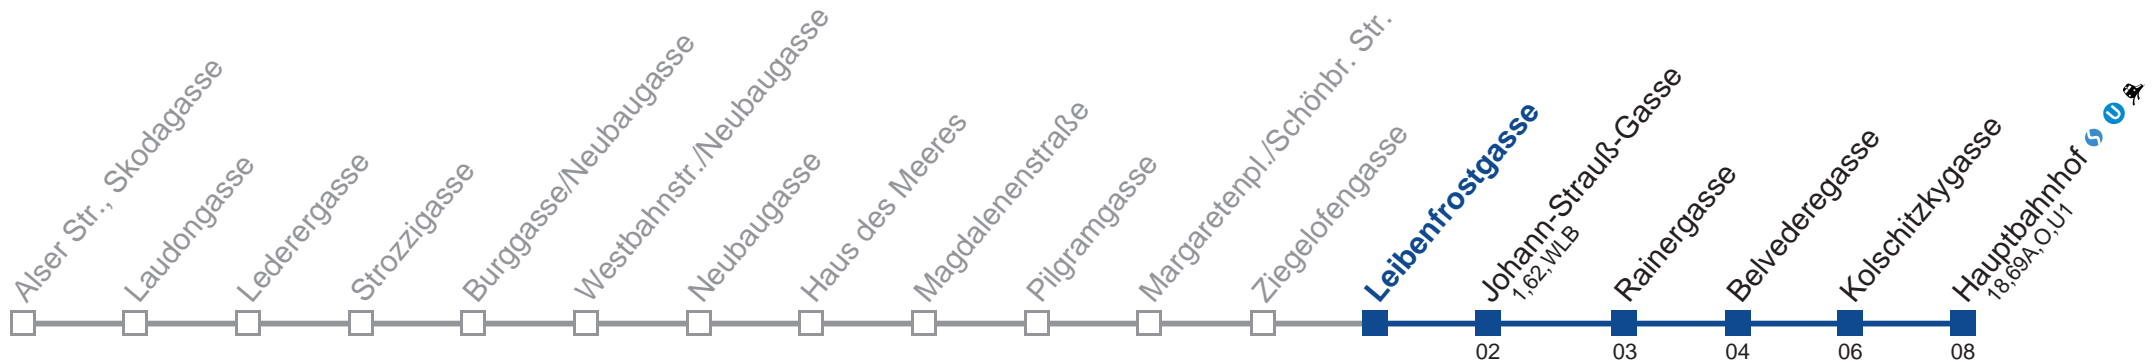 Alser Str., Skodagasse
Laudongasse
Lederergasse
Strozzigasse
Burggasse/Neubaugasse
Westbahnstr./Neubaugasse
Neubaugasse
Haus des Meeres
Magdalenenstraße
Pilgramgasse
Margaretenpl./Schönbr. Str.
Ziegelofengasse
Leibenfrostgasse
Johann-Strauß-Gasse
1,62, WLB
Rainergasse
Belvederegasse
Kolschitzkygasse
Hauptbahnhof S U
18,69A, O,U1
02
03
04
06
08